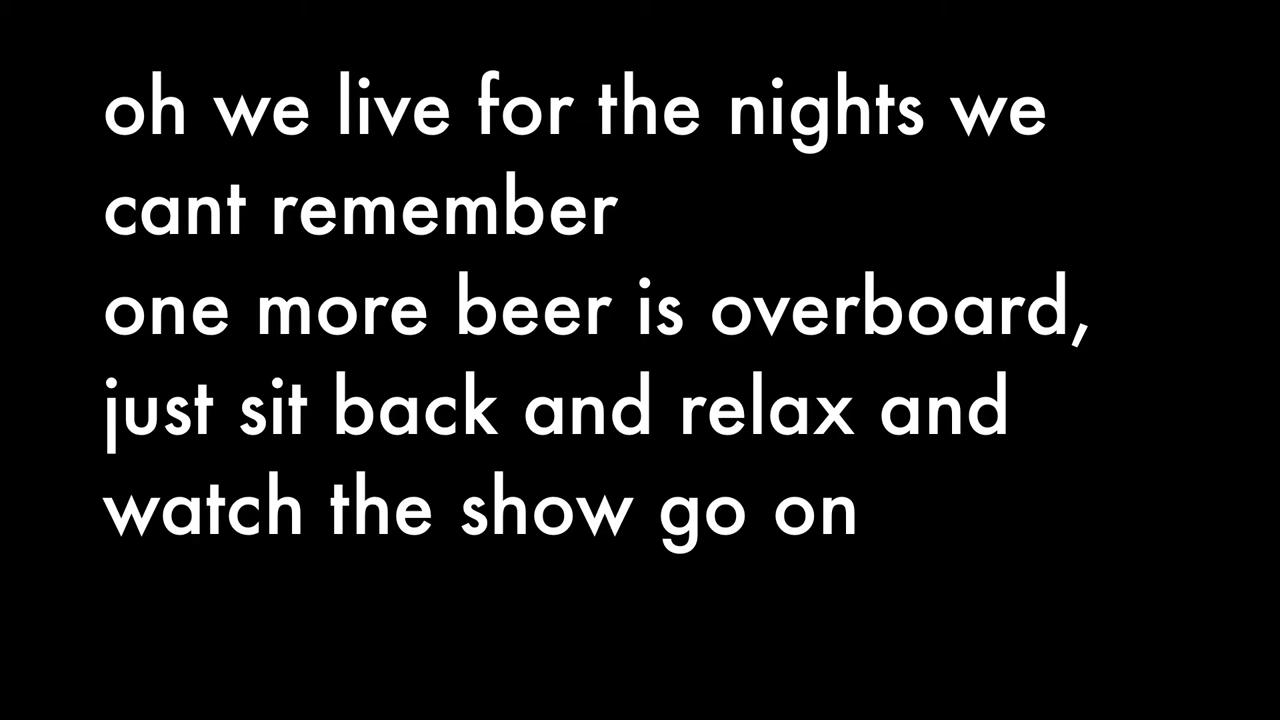 oh we live for the nights we
cant remember
one more beer is overboard,
just sit back and relax and
watch the show go on